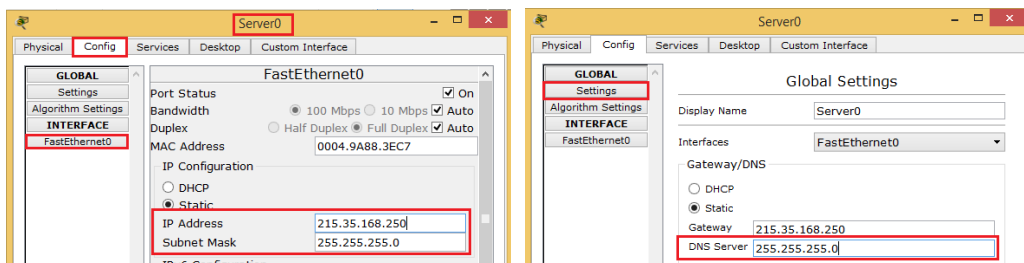 Server0
Physical Config Services Desktop Custom Interface
GLOBAL
Settings
Algorithm Settings
INTERFACE
FastEthernet0
FastEthernet0
Port Status On
Bandwidth 100 Mbps 10 Mbps Auto
Duplex Half Duplex Full Duplex Auto
MAC Address 0004.9A88.3EC7
IP Configuration
DHCP
Static
IP Address 215.35.168.250
Subnet Mask 255.255.255.0
Server0
Physical Config Services Desktop Custom Interface
GLOBAL
Settings
Algorithm Settings
INTERFACE
FastEthernet0
Global Settings
Display Name Server0
Interfaces FastEthernet0
Gateway/DNS
DHCP
Static
Gateway 215.35.168.250
DNS Server 255.255.255.0